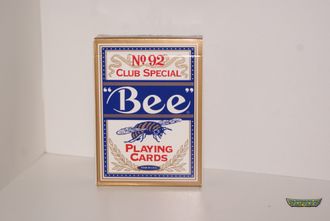 No 92
CLUB SPECIAL
"Bee"
PLAYING
CARDS